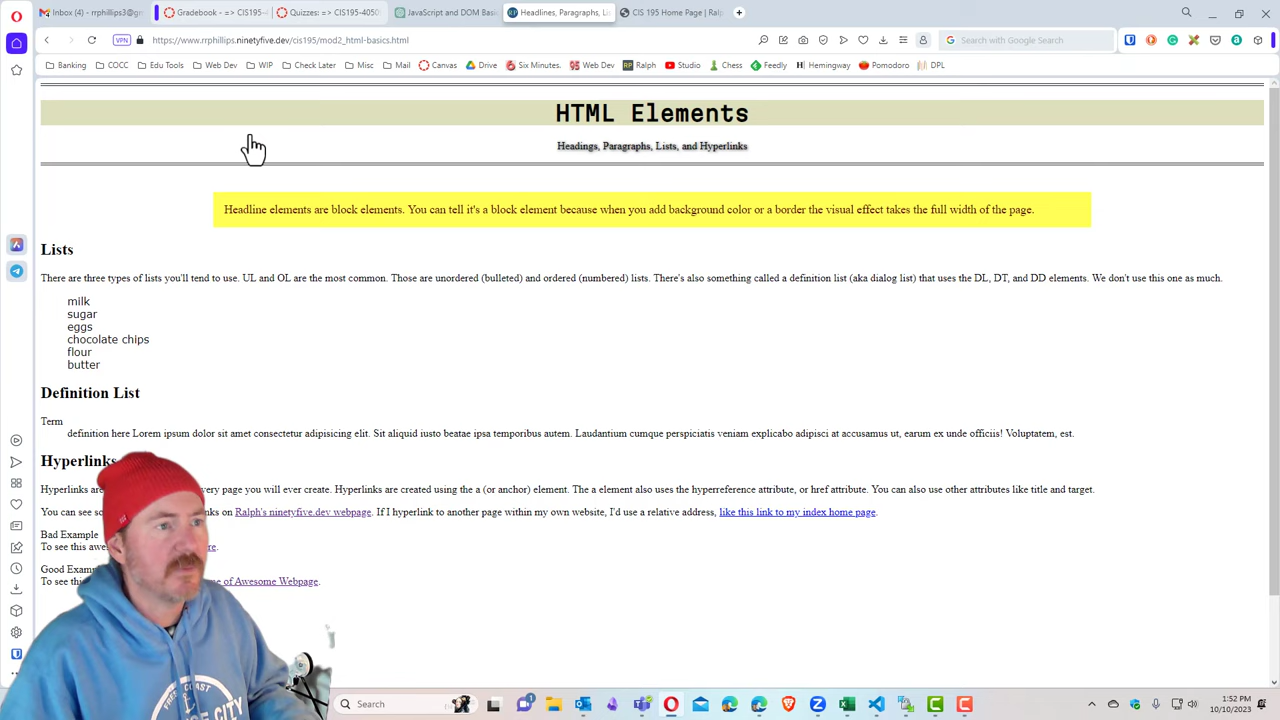 Inbox (4) - rrphillips3@gm
Gradebook - => CIS195-4
Quizzes: => CIS195-4050
JavaScript and DOM Basi
Headlines, Paragraphs, Lis
CIS 195 Home Page | Ralp
VPN
https://www.rrphillips.ninetyfive.dev/cis195/mod2_html-basics.html
Search with Google Search
Banking
COCC
Edu Tools
Web Dev
WIP
Check Later
Misc
Mail
Canvas
Drive
Six Minutes.
Web Dev
RP
Ralph
Studio
Chess
Feedly
H
Hemingway
Pomodoro
DPL
HTML Elements
Headings, Paragraphs, Lists, and Hyperlinks
Headline elements are block elements. You can tell it's a block element because when you add background color or a border the visual effect takes the full width of the page.
Lists
There are three types of lists you'll tend to use. UL and OL are the most common. Those are unordered (bulleted) and ordered (numbered) lists. There's also something called a definition list (aka dialog list) that uses the DL, DT, and DD elements. We don't use this one as much.
milk
sugar
eggs
chocolate chips
flour
butter
Definition List
Term
definition here Lorem ipsum dolor sit amet consectetur adipisicing elit. Sit aliquid iusto beatae ipsa temporibus autem. Laudantium cumque perspiciatis veniam explicabo adipisci at accusamus ut, earum ex unde officiis! Voluptatem, est.
Hyperlinks
Hyperlinks are very page you will ever create. Hyperlinks are created using the a (or anchor) element. The a element also uses the hyperreference attribute, or href attribute. You can also use other attributes like title and target.
You can see so nks on Ralph's ninetyfive.dev webpage. If I hyperlink to another page within my own website, I'd use a relative address, like this link to my index home page.
Bad Example
To see this awe re.
Good Examp
To see this e of Awesome Webpage.
WEST COAST
CITY
Search
1:52 PM
10/10/2023